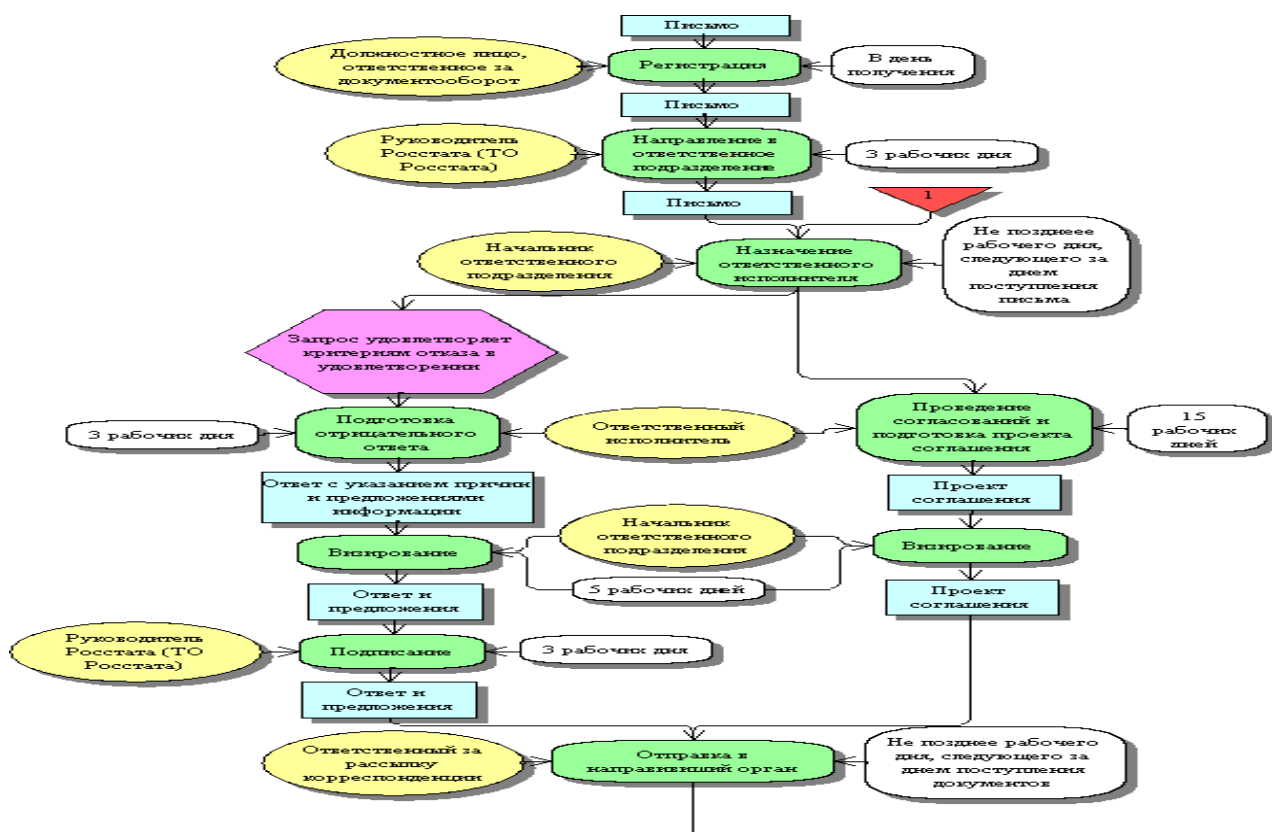 Письмо
Должностное лицо,
ответственное за
документооборот
Регистрация
В день
получения
Письмо
Руководитель
Росстата (ТО
Росстата)
Направление в
ответственное
подразделение
3 рабочих дня
Письмо
1
Начальник
ответственного
подразделения
Назначение
ответственного
исполнителя
Не позднеее
рабочего дня,
следующего за
днем
поступления
письма
Запрос удовлетворяет
критериям отказа в
удовлетворении
3 рабочих дня
Подготовка
отрицательного
ответа
Ответственный
исполнитель
Проведение
согласований и
подготовка проекта
соглашения
15
рабочих
дней
Ответ с указанием причин
и предложениями
информации
Проект
соглашения
Визирование
Начальник
ответственного
подразделения
Визирование
5 рабочих дней
Ответ и
предложения
Проект
соглашения
Руководитель
Росстата (ТО
Росстата)
Подписание
3 рабочих дня
Ответ и
предложения
Ответственный за
рассылку
корреспонденции
Отправка в
направивший орган
Не позднее рабочего
дня, следующего за
днем поступления
документов